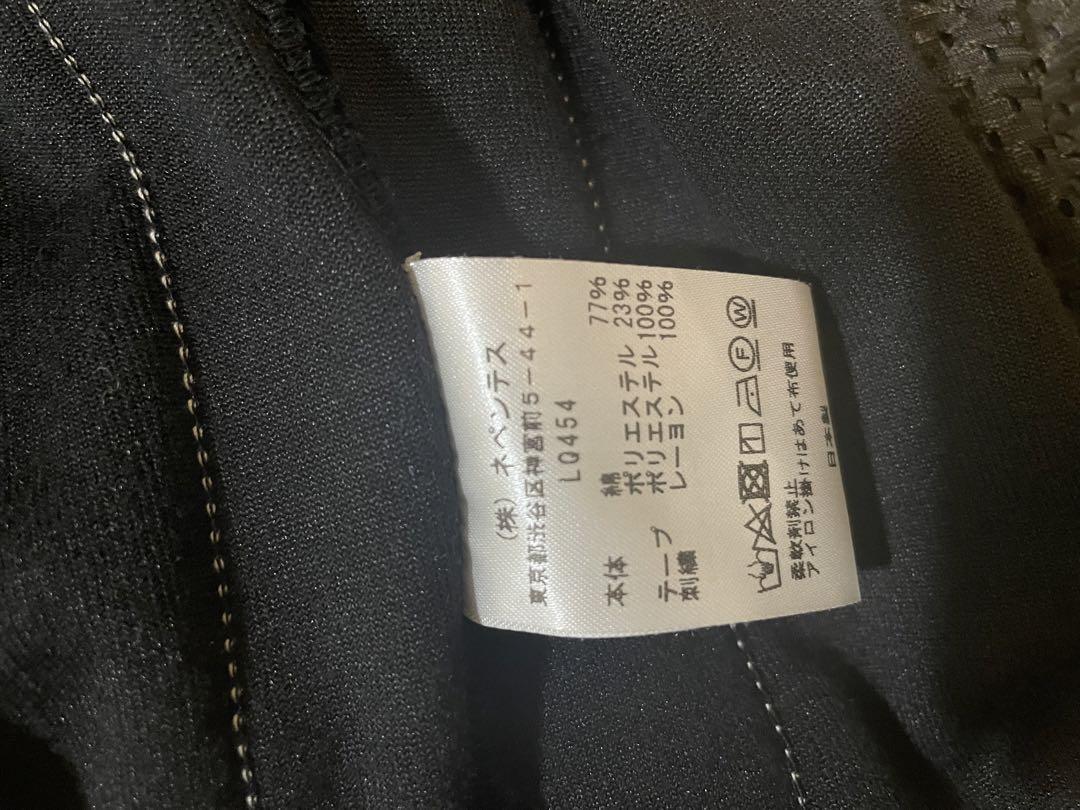 (株) ネペンテス
東京都渋谷区神宮前5-44-1
LQ454
本体 綿 77%
ポリエステル 23%
テープ ポリエステル 100%
刺繍 レーヨン 100%
F W
柔軟剤禁止
アイロン掛けはあて布使用
日本製